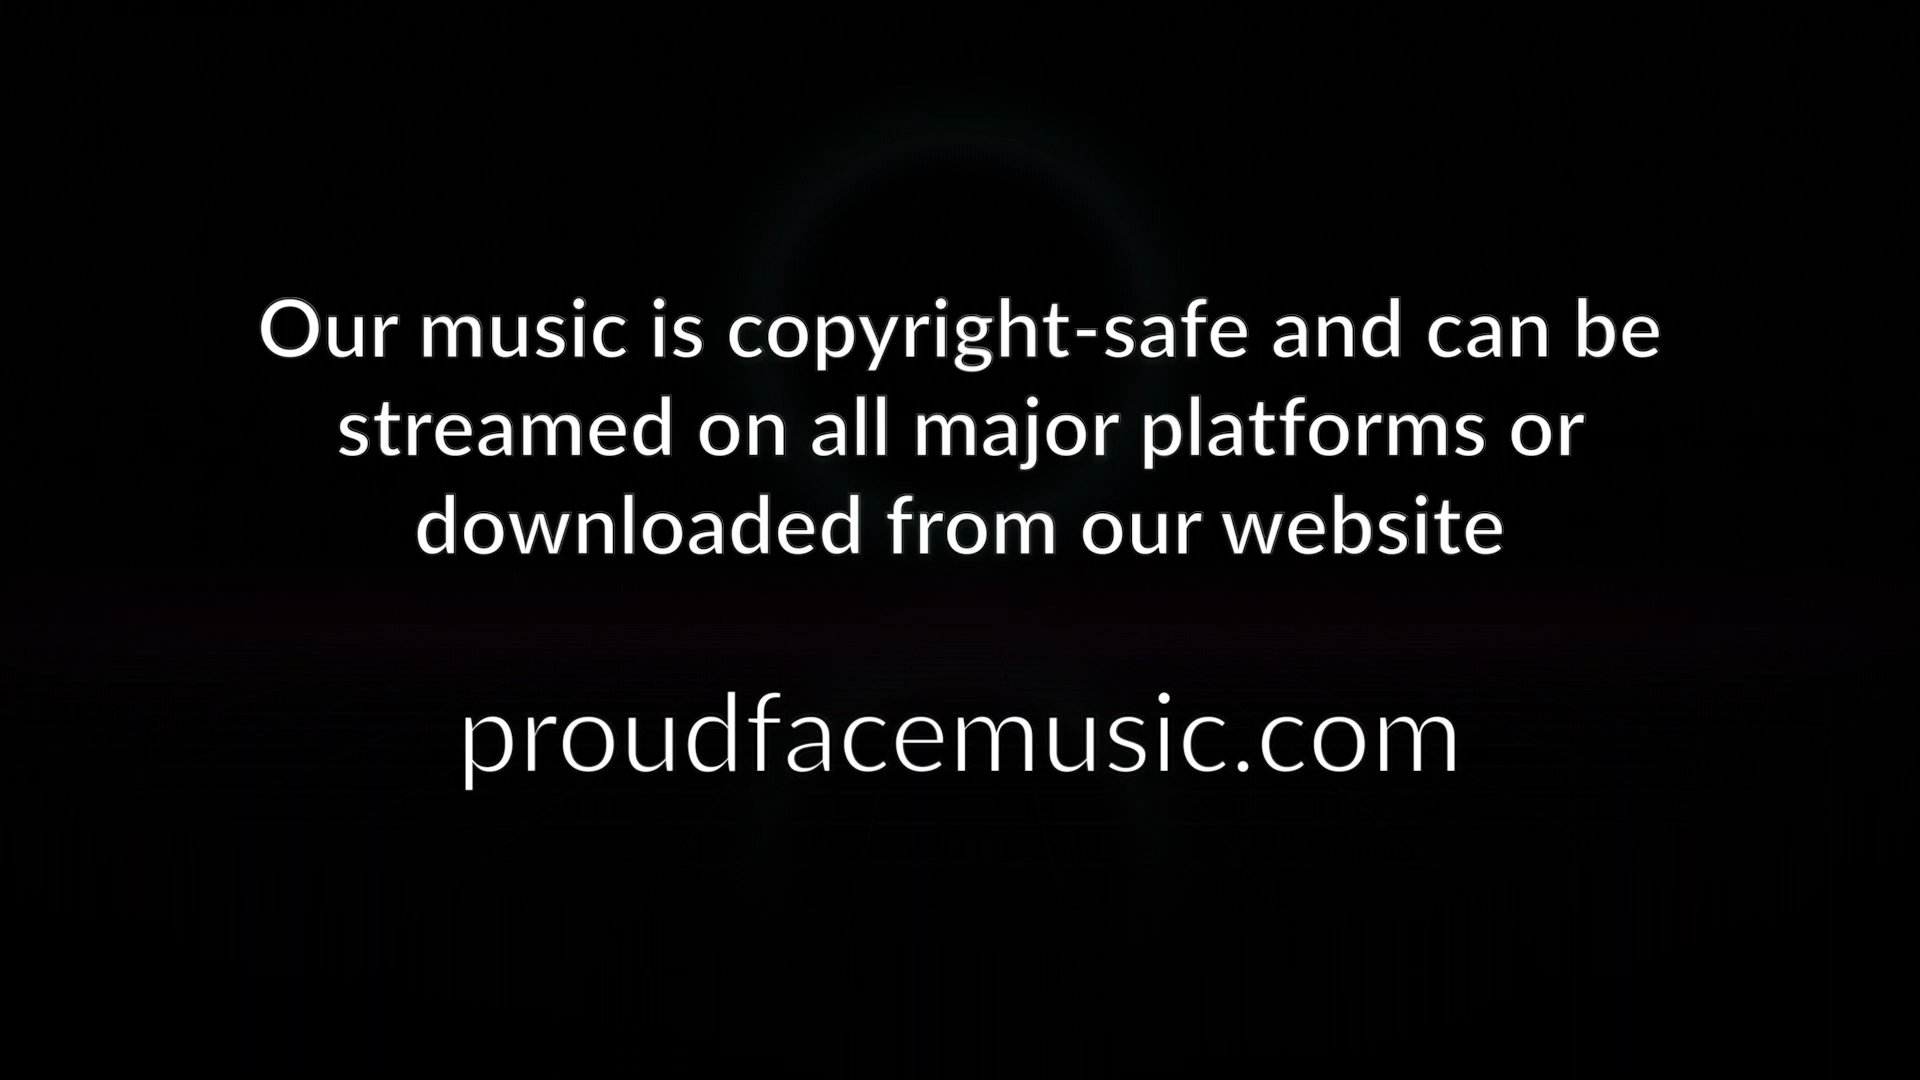 Our music is copyright-safe and can be
streamed on all major platforms or
downloaded from our website
proudfacemusic.com